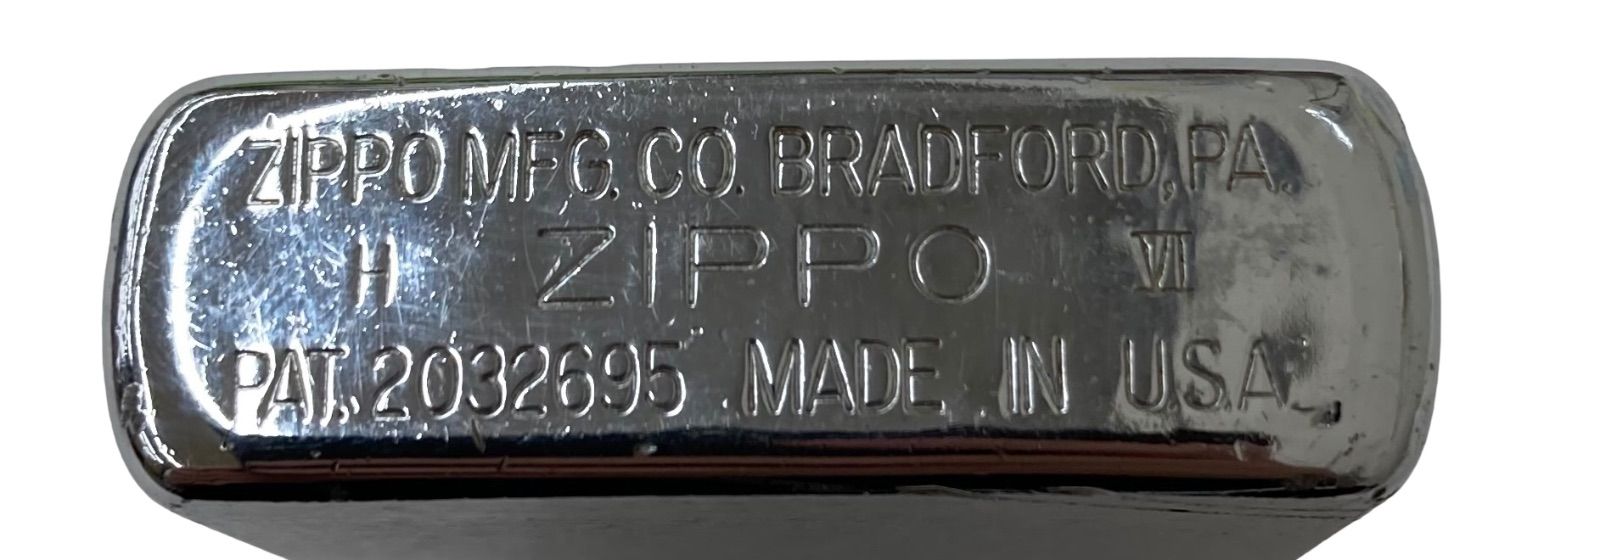 ZIPPO MFG. CO. BRADFORD, PA.
H ZIPPO VI
PAT. 2032695 MADE IN U.S.A.